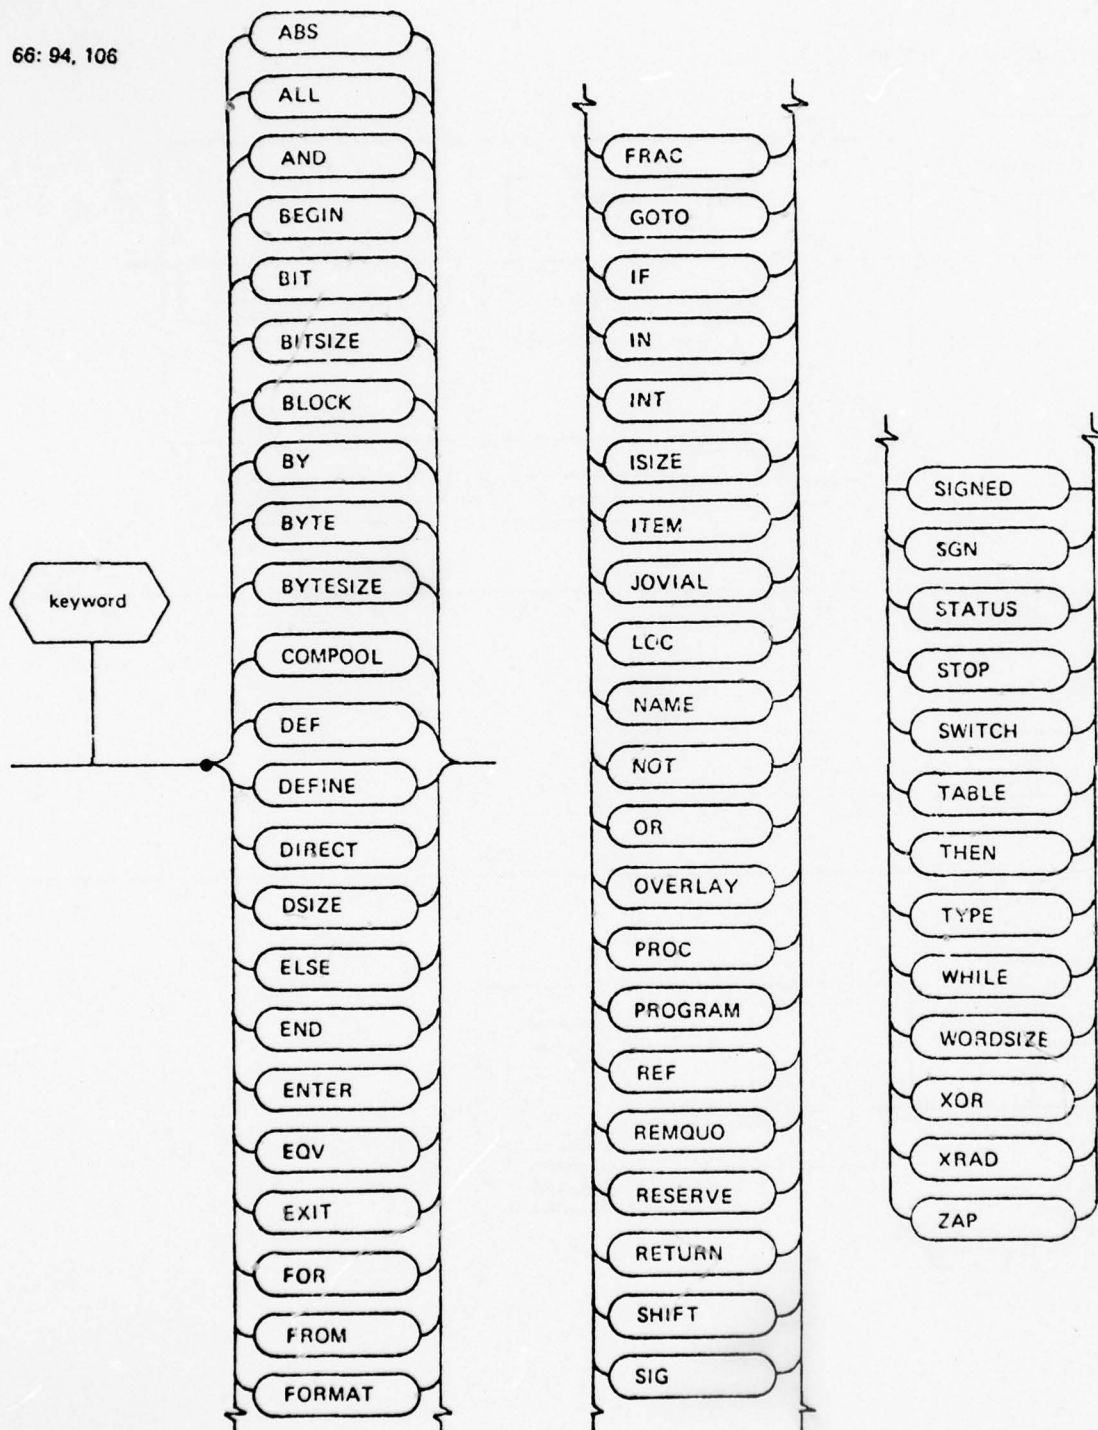 66: 94, 106
keyword
ABS
ALL
AND
BEGIN
BIT
BITSIZE
BLOCK
BY
BYTE
BYTESIZE
COMPOOL
DEF
DEFINE
DIRECT
DSIZE
ELSE
END
ENTER
EQV
EXIT
FOR
FROM
FORMAT
FRAC
GOTO
IF
IN
INT
ISIZE
ITEM
JOVIAL
LOC
NAME
NOT
OR
OVERLAY
PROC
PROGRAM
REF
REMQUO
RESERVE
RETURN
SHIFT
SIG
SIGNED
SGN
STATUS
STOP
SWITCH
TABLE
THEN
TYPE
WHILE
WORDSIZE
XOR
XRAD
ZAP